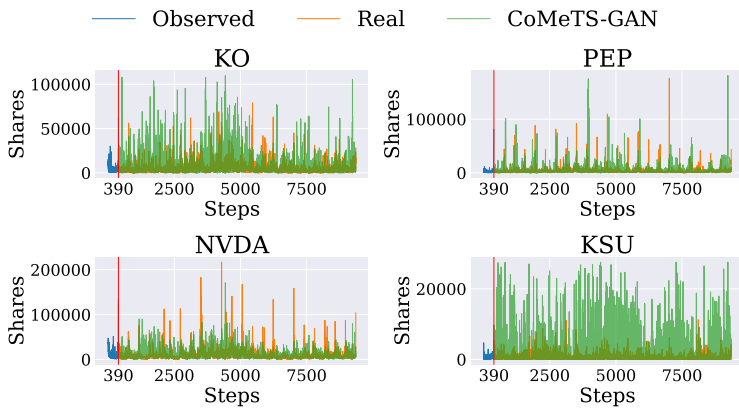 Observed Real CoMeTS-GAN
KO PEP
Shares 100000 50000 0 Shares 100000 0
390 2500 5000 7500 390 2500 5000 7500
Steps Steps
NVDA KSU
Shares 200000 100000 0 Shares 20000 0
390 2500 5000 7500 390 2500 5000 7500
Steps Steps